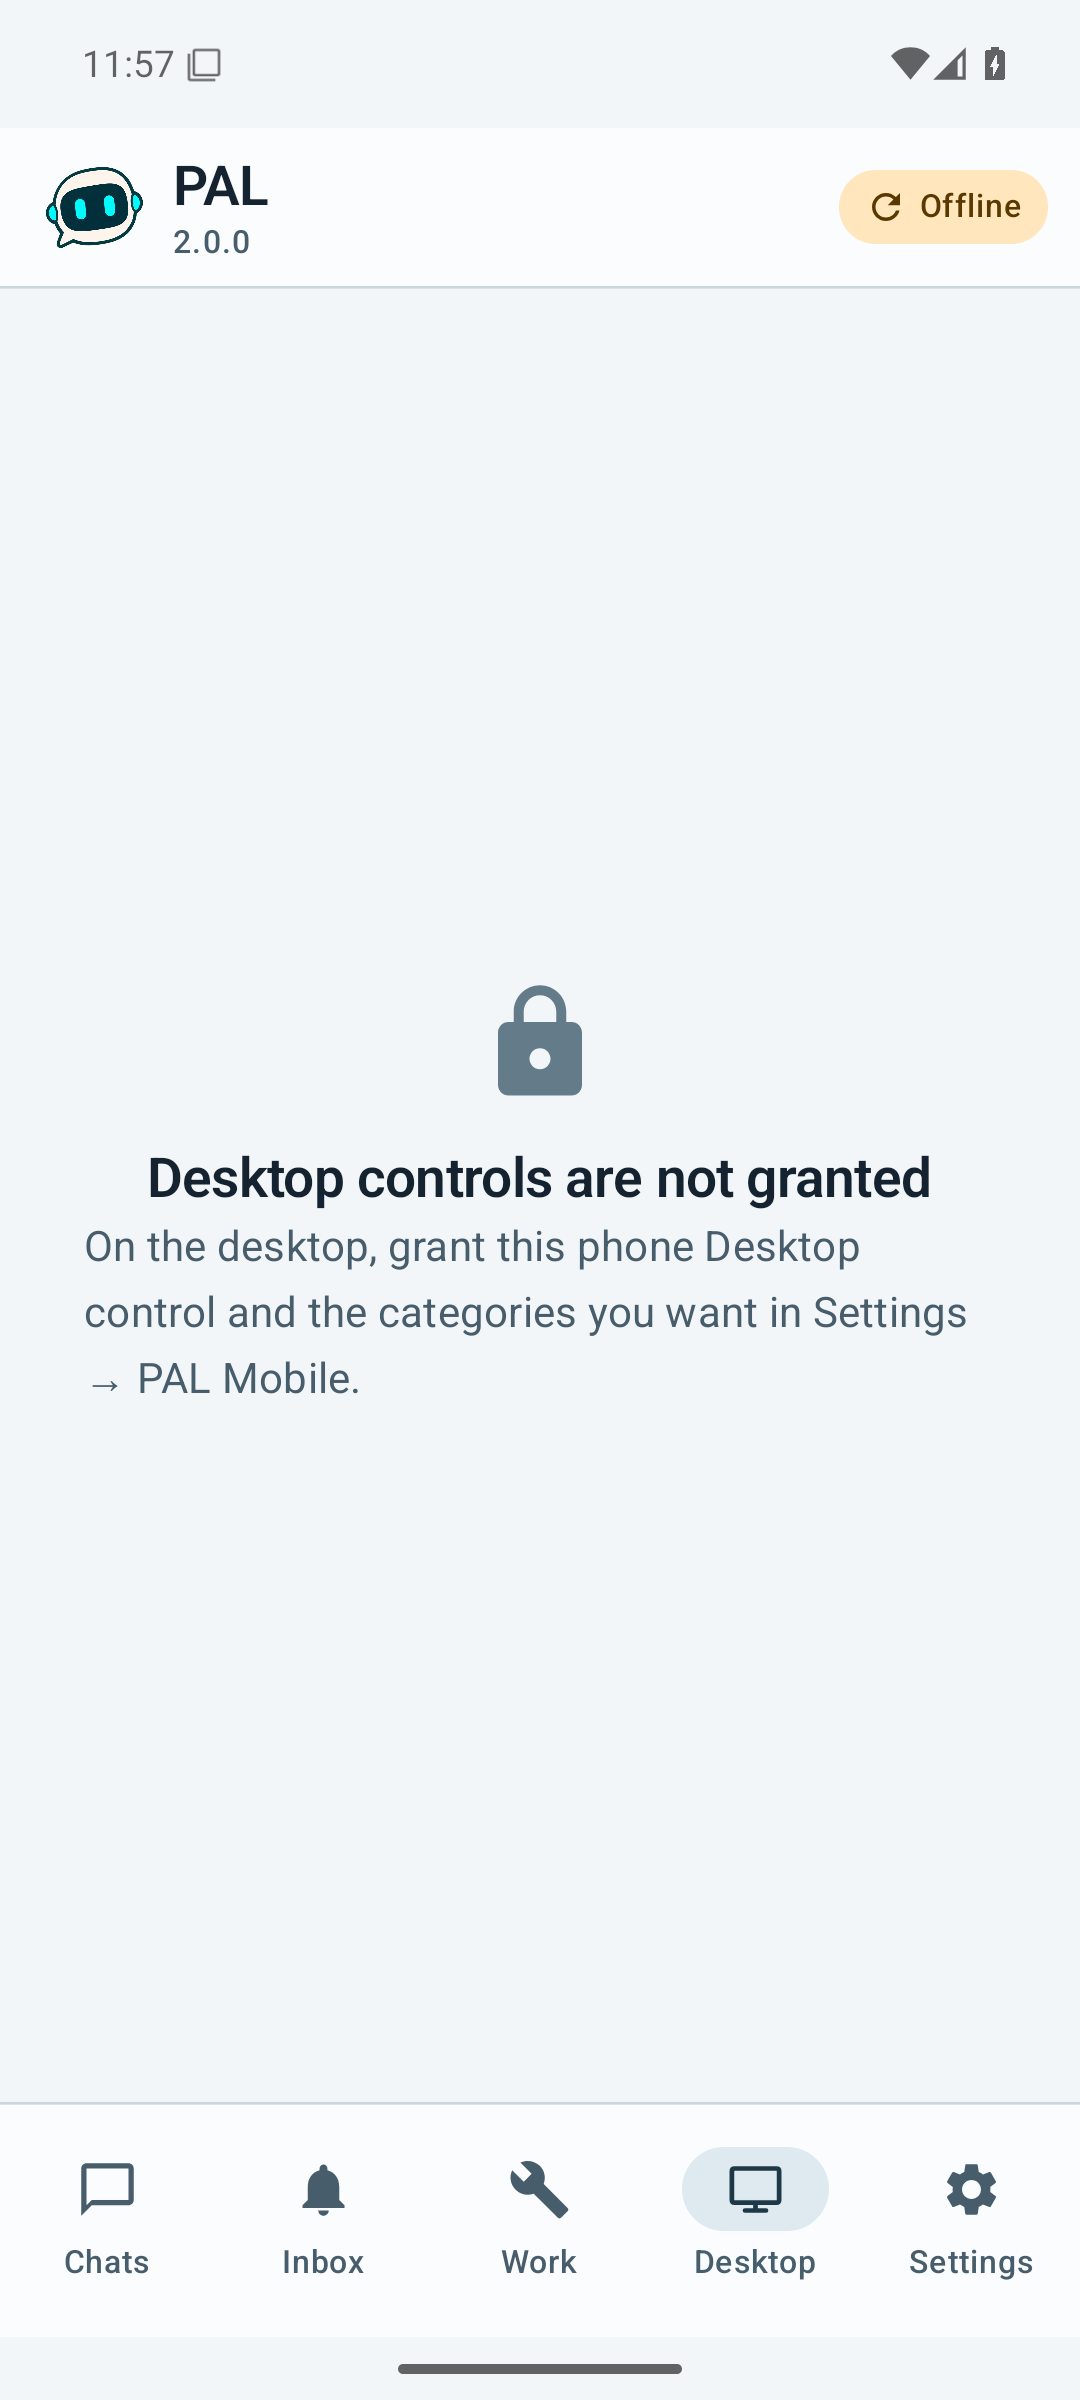 11:57
PAL
2.0.0
Offline
Desktop controls are not granted
On the desktop, grant this phone Desktop
control and the categories you want in Settings
→ PAL Mobile.
Chats
Inbox
Work
Desktop
Settings